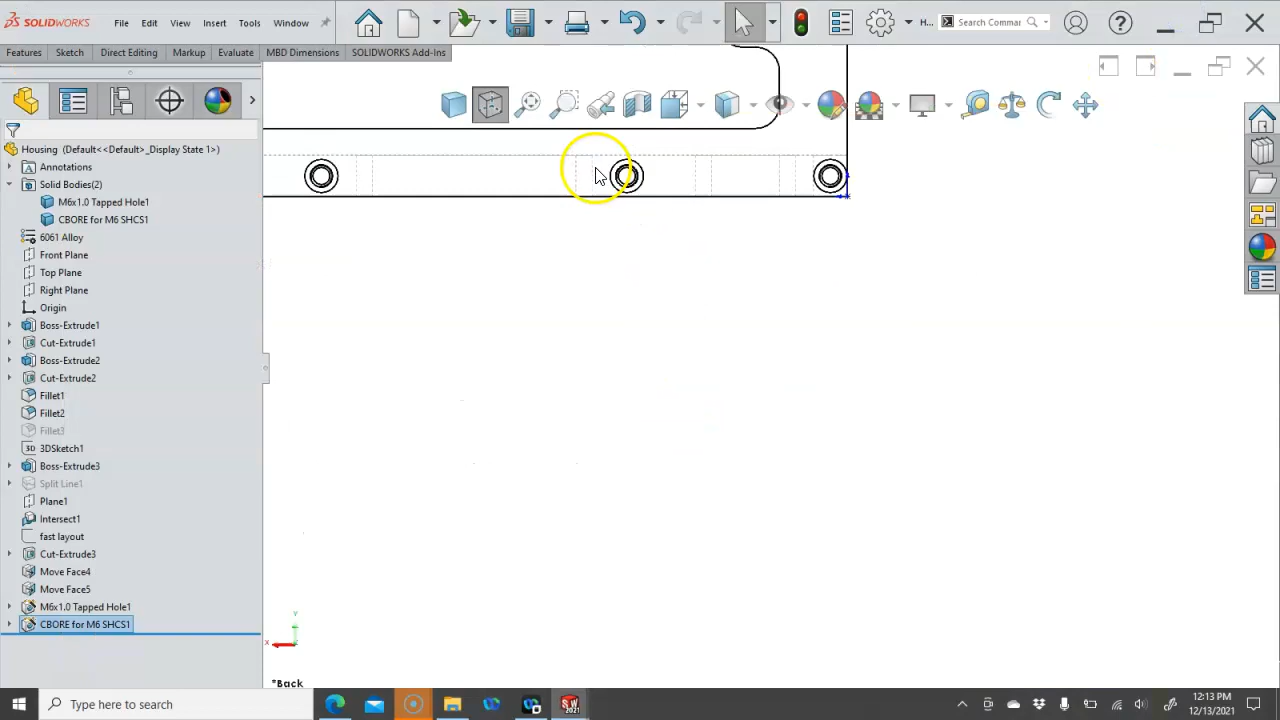 SOLIDWORKS File Edit View Insert Tools Window H... Search Commar
Features Sketch Direct Editing Markup Evaluate MBD Dimensions SOLIDWORKS Add-Ins
Housing (Default<<Default>_Display State 1>)
Annotations
Solid Bodies(2)
M6x1.0 Tapped Hole1
CBORE for M6 SHCS1
6061 Alloy
Front Plane
Top Plane
Right Plane
Origin
Boss-Extrude1
Cut-Extrude1
Boss-Extrude2
Cut-Extrude2
Fillet1
Fillet2
Fillet3
3D 3DSketch1
Boss-Extrude3
Split Line1
Plane1
Intersect1
fast layout
Cut-Extrude3
Move Face4
Move Face5
M6x1.0 Tapped Hole1
CBORE for M6 SHCS1
Y
X
*Back
Type here to search
SW
2021
12:13 PM
12/13/2021